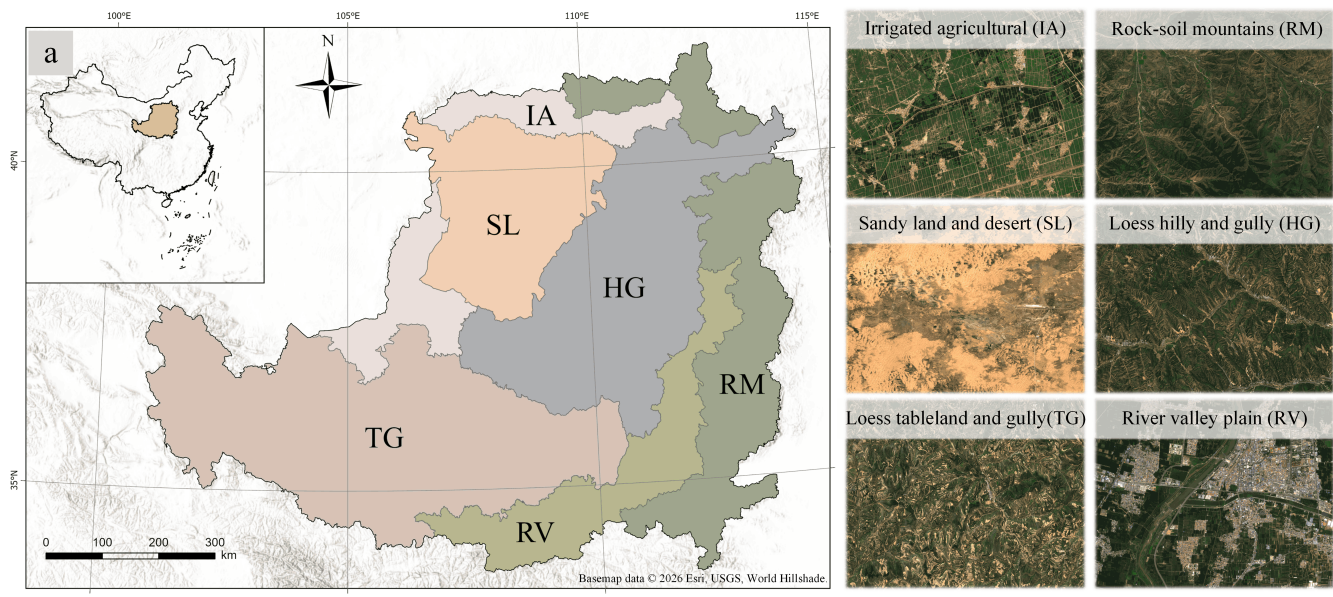 100°E 105°E 110°E 115°E
a
N
40°N
35°N
IA
SL
HG
RM
TG
RV
0 100 200 300
km
Basemap data © 2026 Esri, USGS, World Hillshade.
Irrigated agricultural (IA)
Rock-soil mountains (RM)
Sandy land and desert (SL)
Loess hilly and gully (HG)
Loess tableland and gully(TG)
River valley plain (RV)